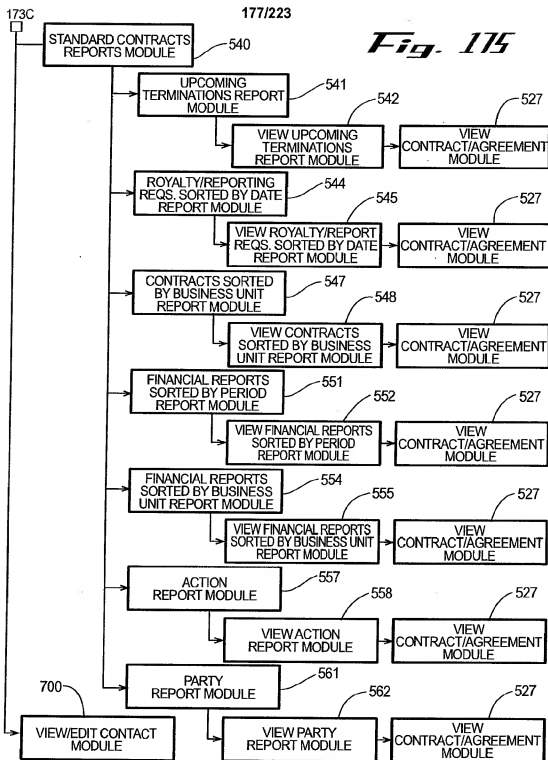 173C
177/223
Fig. 175
STANDARD CONTRACTS
REPORTS MODULE
540
UPCOMING
TERMINATIONS REPORT
MODULE
541
VIEW UPCOMING
TERMINATIONS
REPORT MODULE
542
VIEW
CONTRACT/AGREEMENT
MODULE
527
ROYALTY/REPORTING
REQS. SORTED BY DATE
REPORT MODULE
544
VIEW ROYALTY/REPORT
REQS. SORTED BY DATE
REPORT MODULE
545
VIEW
CONTRACT/AGREEMENT
MODULE
527
CONTRACTS SORTED
BY BUSINESS UNIT
REPORT MODULE
547
VIEW CONTRACTS
SORTED BY BUSINESS
UNIT REPORT MODULE
548
VIEW
CONTRACT/AGREEMENT
MODULE
527
FINANCIAL REPORTS
SORTED BY PERIOD
REPORT MODULE
551
VIEW FINANCIAL REPORTS
SORTED BY PERIOD
REPORT MODULE
552
VIEW
CONTRACT/AGREEMENT
MODULE
527
FINANCIAL REPORTS
SORTED BY BUSINESS
UNIT REPORT MODULE
554
VIEW FINANCIAL REPORTS
SORTED BY BUSINESS UNIT
REPORT MODULE
555
VIEW
CONTRACT/AGREEMENT
MODULE
527
ACTION
REPORT MODULE
557
VIEW ACTION
REPORT MODULE
558
VIEW
CONTRACT/AGREEMENT
MODULE
527
PARTY
REPORT MODULE
561
VIEW PARTY
REPORT MODULE
562
VIEW
CONTRACT/AGREEMENT
MODULE
527
700
VIEW/EDIT CONTACT
MODULE